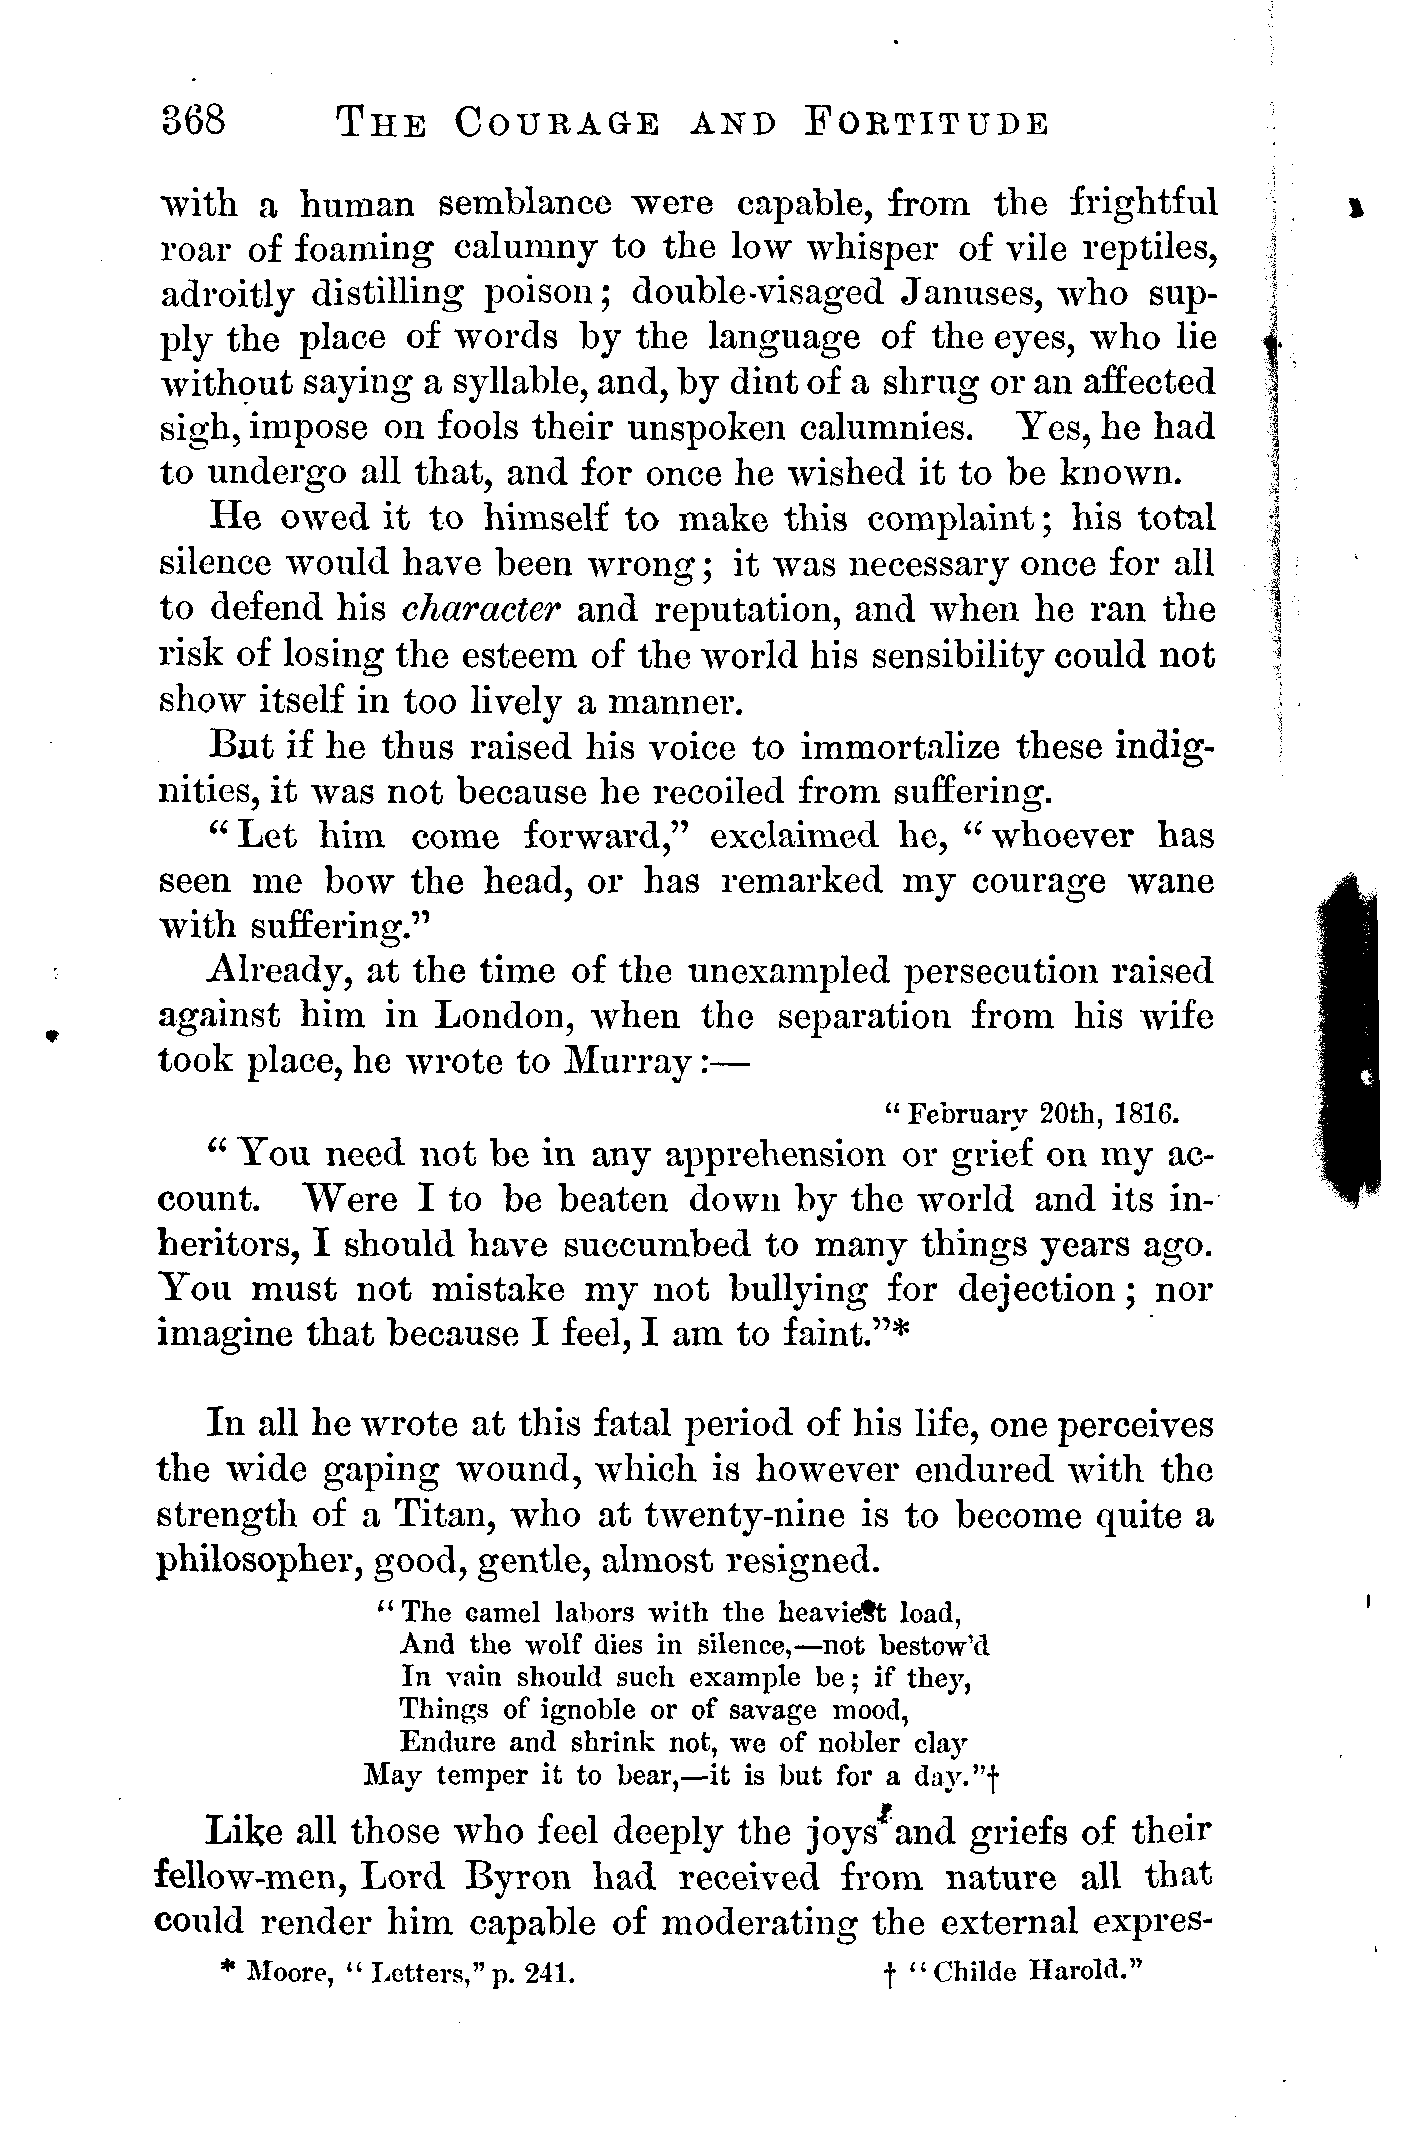 368 THE COURAGE AND FORTITUDE
with a human semblance were capable, from the frightful
roar of foaming calumny to the low whisper of vile reptiles,
adroitly distilling poison; double-visaged Januses, who sup-
ply the place of words by the language of the eyes, who lie
without saying a syllable, and, by dint of a shrug or an affected
sigh, impose on fools their unspoken calumnies. Yes, he had
to undergo all that, and for once he wished it to be known.
He owed it to himself to make this complaint; his total
silence would have been wrong; it was necessary once for all
to defend his character and reputation, and when he ran the
risk of losing the esteem of the world his sensibility could not
show itself in too lively a manner.
But if he thus raised his voice to immortalize these indig-
nities, it was not because he recoiled from suffering.
"Let him come forward," exclaimed he, "whoever has
seen me bow the head, or has remarked my courage wane
with suffering."
Already, at the time of the unexampled persecution raised
against him in London, when the separation from his wife
took place, he wrote to Murray:—
"February 20th, 1816.
"You need not be in any apprehension or grief on my ac-
count. Were I to be beaten down by the world and its in-
heritors, I should have succumbed to many things years ago.
You must not mistake my not bullying for dejection; nor
imagine that because I feel, I am to faint."*
In all he wrote at this fatal period of his life, one perceives
the wide gaping wound, which is however endured with the
strength of a Titan, who at twenty-nine is to become quite a
philosopher, good, gentle, almost resigned.
"The camel labors with the heaviest load,
And the wolf dies in silence,—not bestow'd
In vain should such example be; if they,
Things of ignoble or of savage mood,
Endure and shrink not, we of nobler clay
May temper it to bear,—it is but for a day."†
Like all those who feel deeply the joys and griefs of their
fellow-men, Lord Byron had received from nature all that
could render him capable of moderating the external expres-
* Moore, "Letters," p. 241. † "Childe Harold."